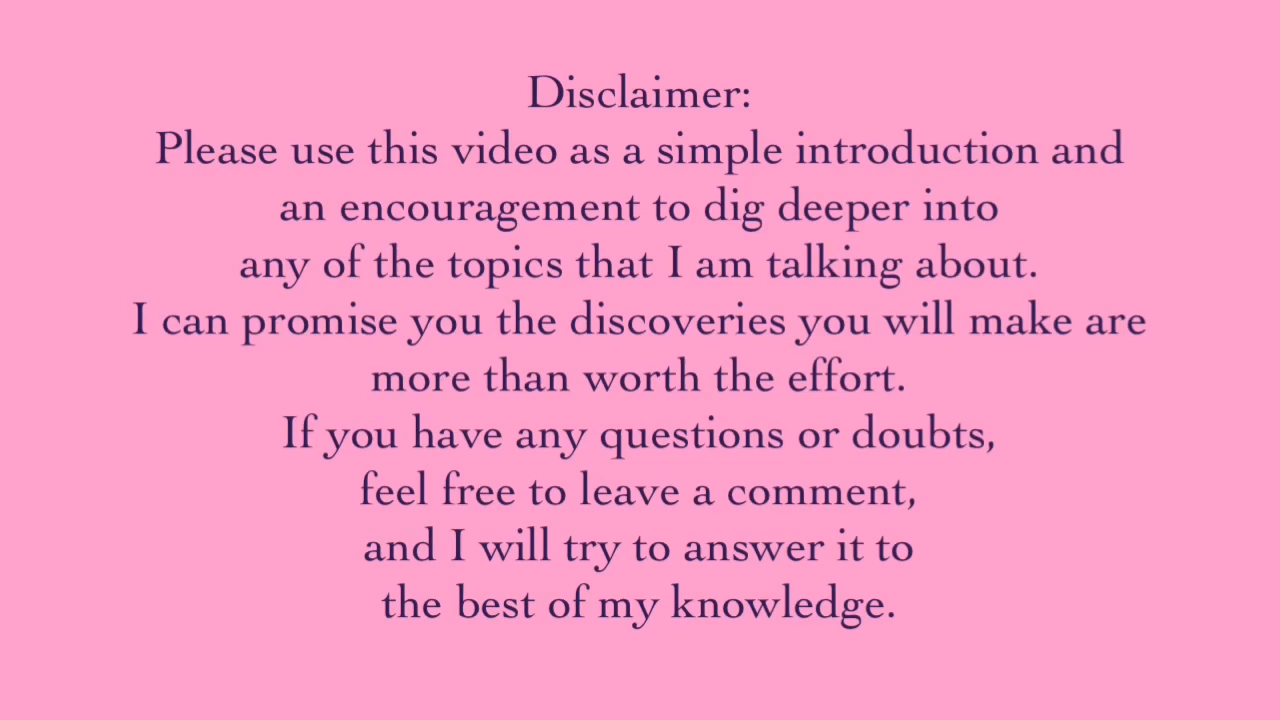 Disclaimer:
Please use this video as a simple introduction and
an encouragement to dig deeper into
any of the topics that I am talking about.
I can promise you the discoveries you will make are
more than worth the effort.
If you have any questions or doubts,
feel free to leave a comment,
and I will try to answer it to
the best of my knowledge.